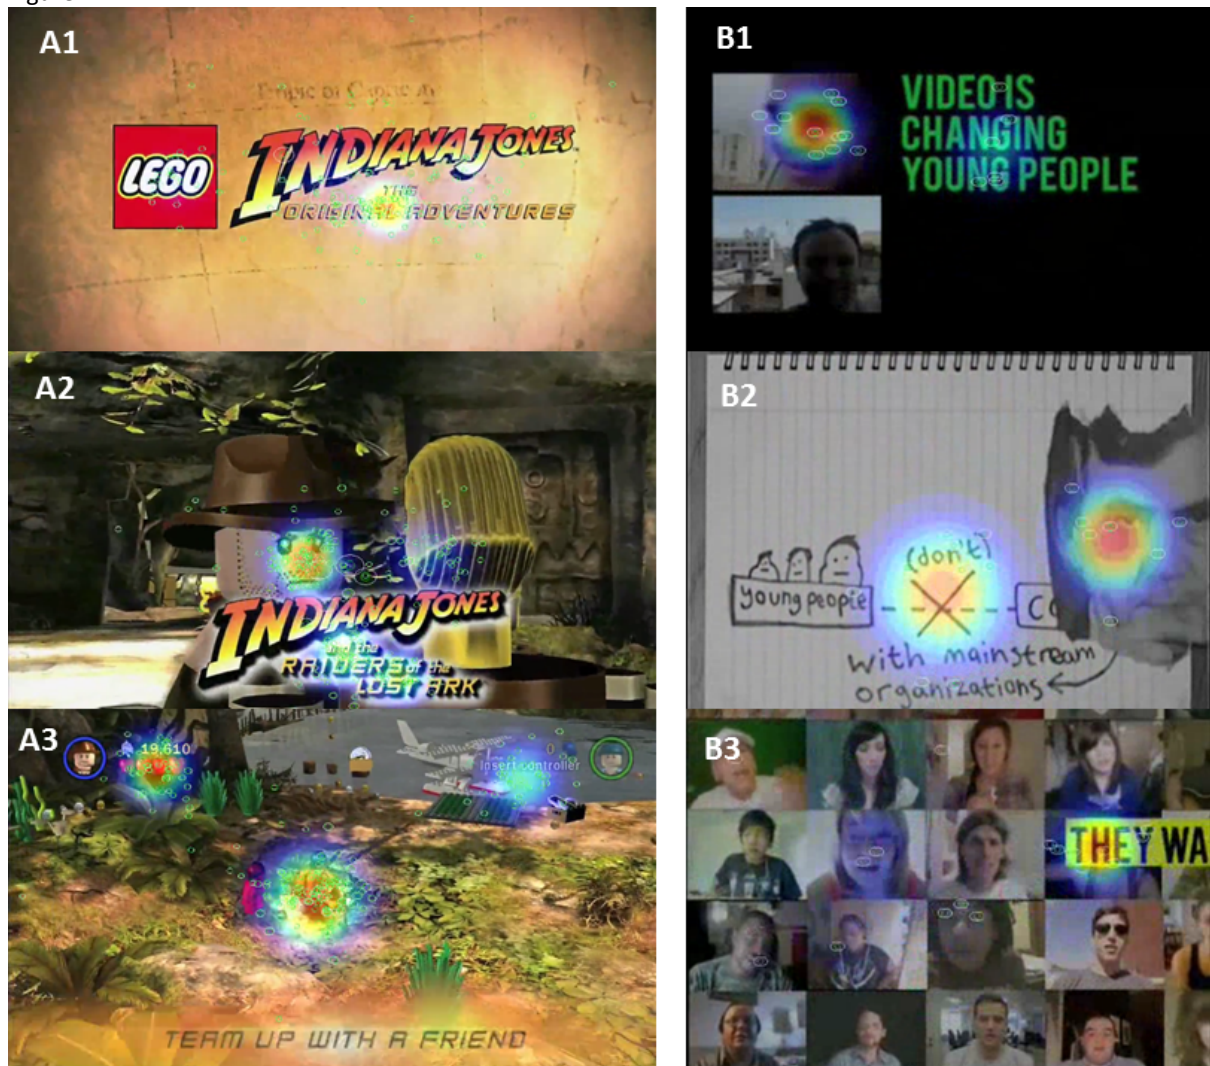 A1
LEGO
INDIANA JONES
THE
ORIGINAL ADVENTURES
A2
INDIANA JONES
and the
RAIDERS of the
LOST ARK
A3
19,610
0
Insert controller
TEAM UP WITH A FRIEND
B1
VIDEO IS
CHANGING
YOUNG PEOPLE
B2
(don't)
young people
with mainstream
organizations
B3
THEY WA